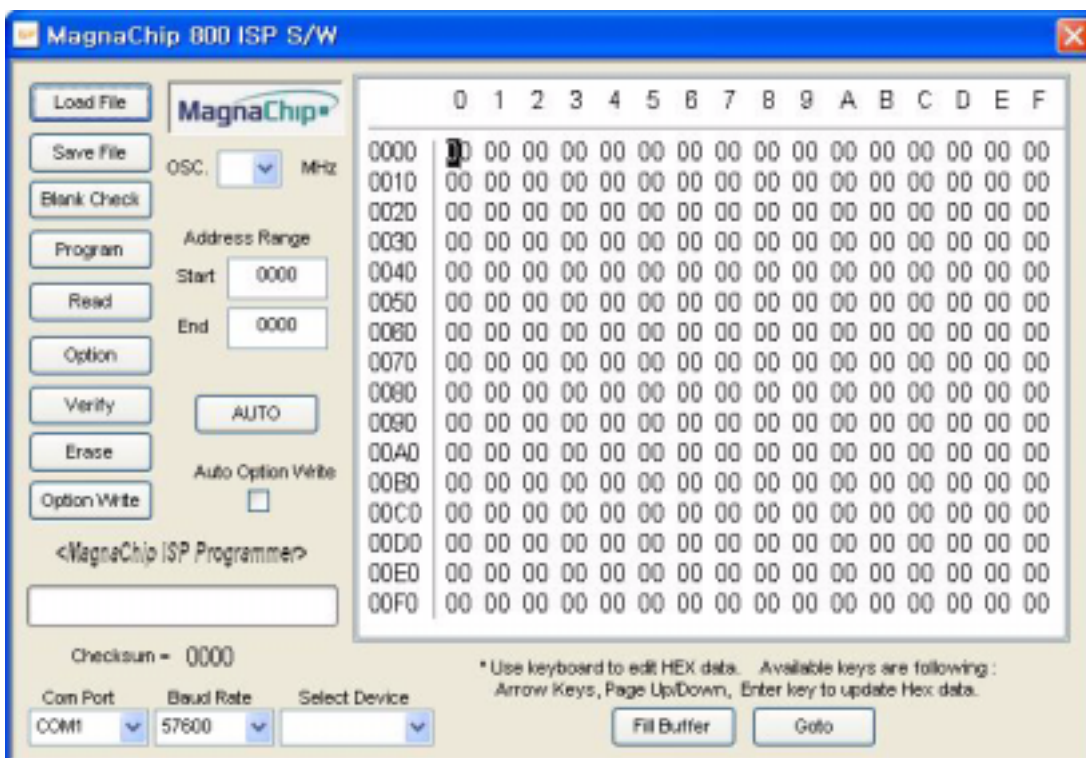 MagnaChip 800 ISP S/W
Load File
Save File
Blank Check
Program
Read
Option
Verify
Erase
Option Write
MagnaChip
OSC. MHz
Address Range
Start 0000
End 0000
AUTO
Auto Option Write
<MagnaChip ISP Programmer>
Checksum = 0000
Com Port Baud Rate Select Device
COM1 57600
0 1 2 3 4 5 6 7 8 9 A B C D E F
0000 00 00 00 00 00 00 00 00 00 00 00 00 00 00 00 00
0010 00 00 00 00 00 00 00 00 00 00 00 00 00 00 00 00
0020 00 00 00 00 00 00 00 00 00 00 00 00 00 00 00 00
0030 00 00 00 00 00 00 00 00 00 00 00 00 00 00 00 00
0040 00 00 00 00 00 00 00 00 00 00 00 00 00 00 00 00
0050 00 00 00 00 00 00 00 00 00 00 00 00 00 00 00 00
0060 00 00 00 00 00 00 00 00 00 00 00 00 00 00 00 00
0070 00 00 00 00 00 00 00 00 00 00 00 00 00 00 00 00
0080 00 00 00 00 00 00 00 00 00 00 00 00 00 00 00 00
0090 00 00 00 00 00 00 00 00 00 00 00 00 00 00 00 00
00A0 00 00 00 00 00 00 00 00 00 00 00 00 00 00 00 00
00B0 00 00 00 00 00 00 00 00 00 00 00 00 00 00 00 00
00C0 00 00 00 00 00 00 00 00 00 00 00 00 00 00 00 00
00D0 00 00 00 00 00 00 00 00 00 00 00 00 00 00 00 00
00E0 00 00 00 00 00 00 00 00 00 00 00 00 00 00 00 00
00F0 00 00 00 00 00 00 00 00 00 00 00 00 00 00 00 00
* Use keyboard to edit HEX data. Available keys are following :
Arrow Keys, Page Up/Down, Enter key to update Hex data.
Fill Buffer Goto